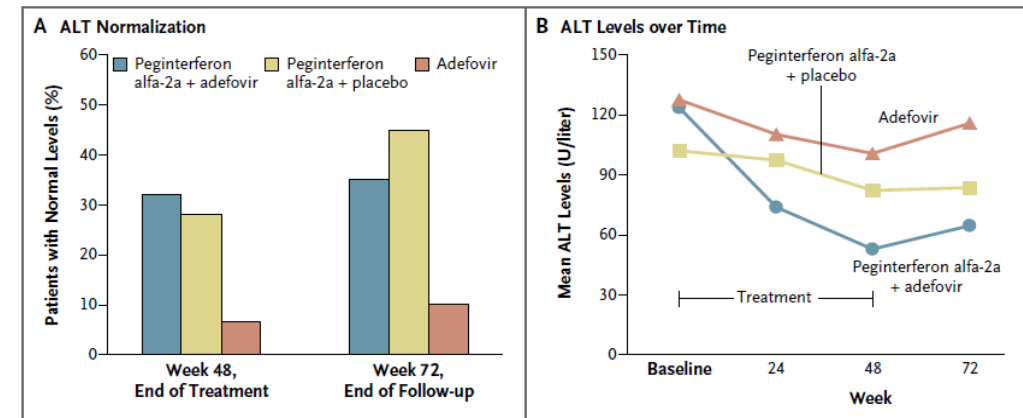 A ALT Normalization
60
50
40
30
20
10
0
Patients with Normal Levels (%)
Peginterferon
alfa-2a + adefovir
Peginterferon
alfa-2a + placebo
Adefovir
Week 48,
End of Treatment
Week 72,
End of Follow-up
B ALT Levels over Time
150
120
90
60
30
0
Mean ALT Levels (U/liter)
Peginterferon alfa-2a
+ placebo
Adefovir
Peginterferon alfa-2a
+ adefovir
Treatment
Baseline
24
48
72
Week